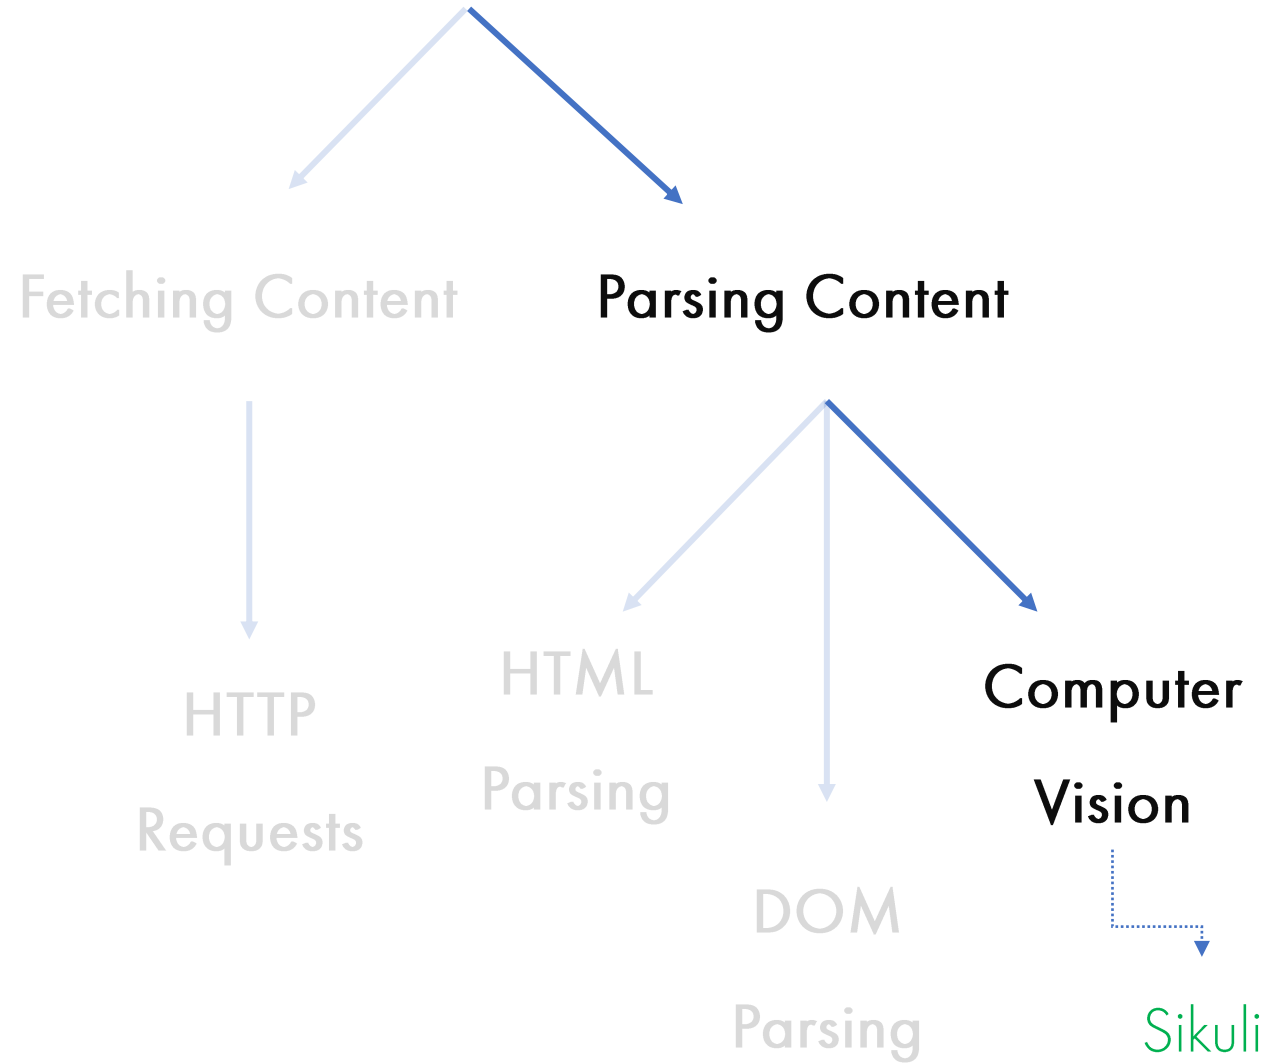 Fetching Content
Parsing Content
HTTP
Requests
HTML
Parsing
DOM
Parsing
Computer
Vision
Sikuli